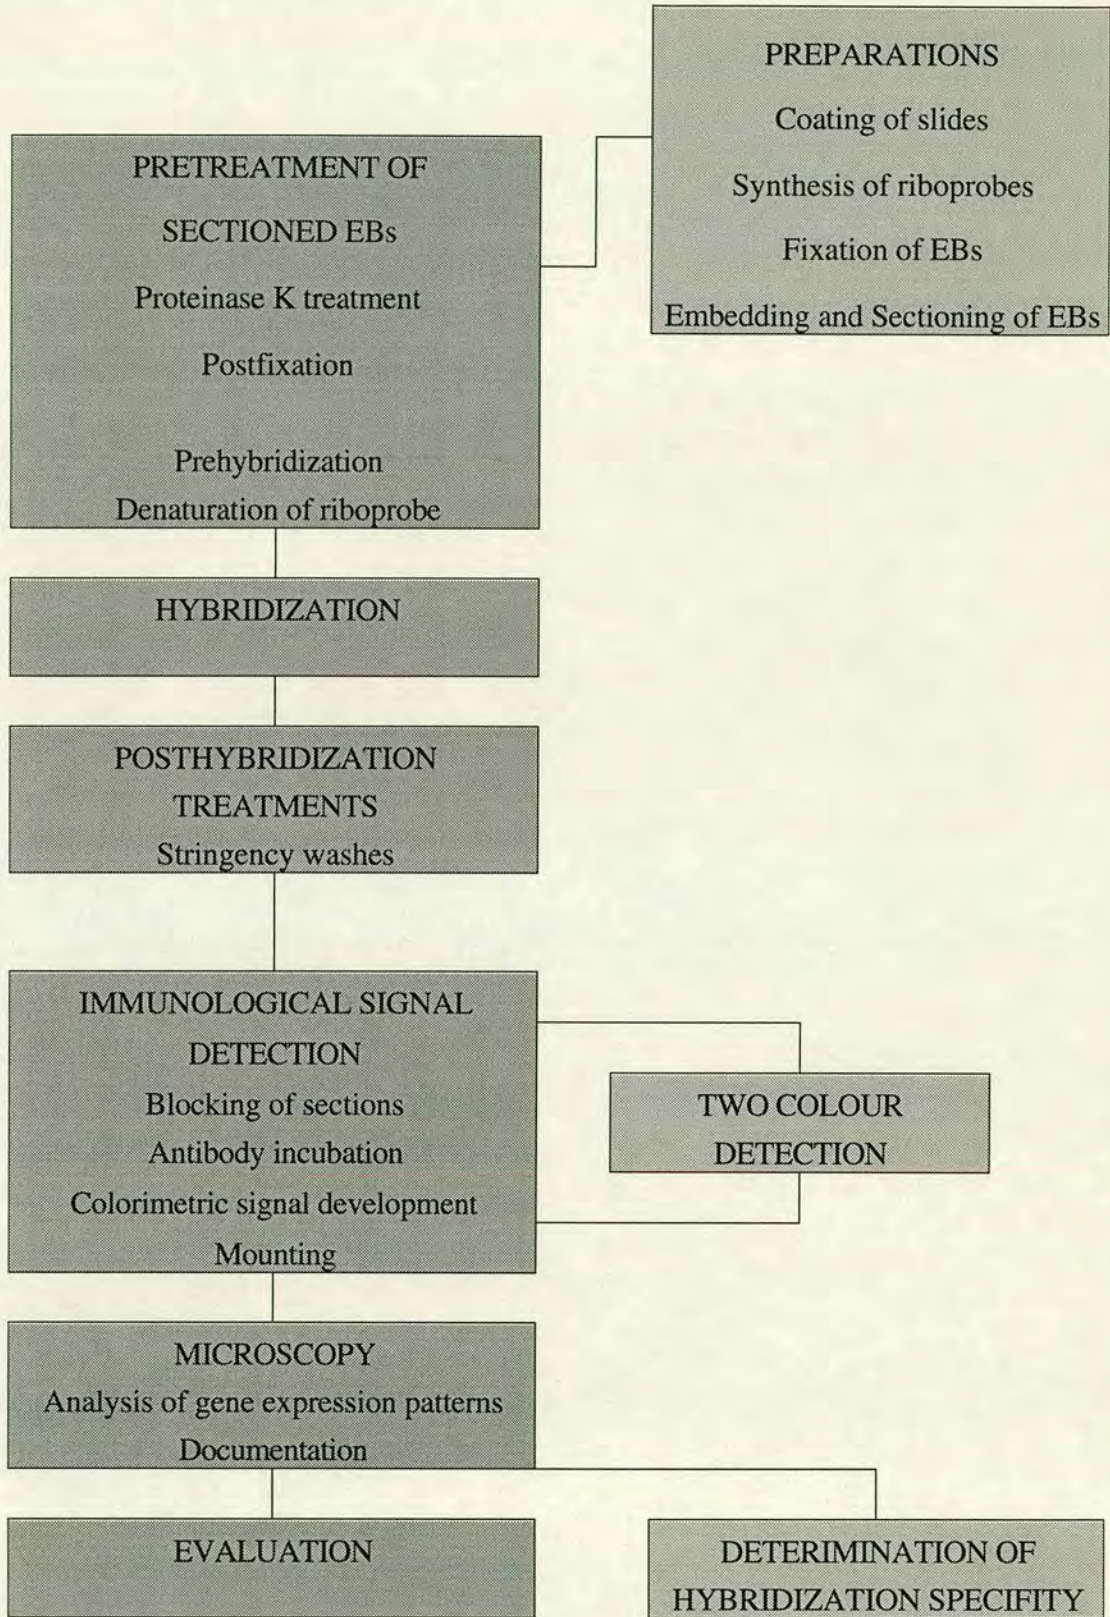 PREPARATIONS
Coating of slides
Synthesis of riboprobes
Fixation of EBs
Embedding and Sectioning of EBs
PRETREATMENT OF
SECTIONED EBs
Proteinase K treatment
Postfixation
Prehybridization
Denaturation of riboprobe
HYBRIDIZATION
POSTHYBRIDIZATION
TREATMENTS
Stringency washes
IMMUNOLOGICAL SIGNAL
DETECTION
Blocking of sections
Antibody incubation
Colorimetric signal development
Mounting
TWO COLOUR
DETECTION
MICROSCOPY
Analysis of gene expression patterns
Documentation
EVALUATION
DETERIMINATION OF
HYBRIDIZATION SPECIFITY